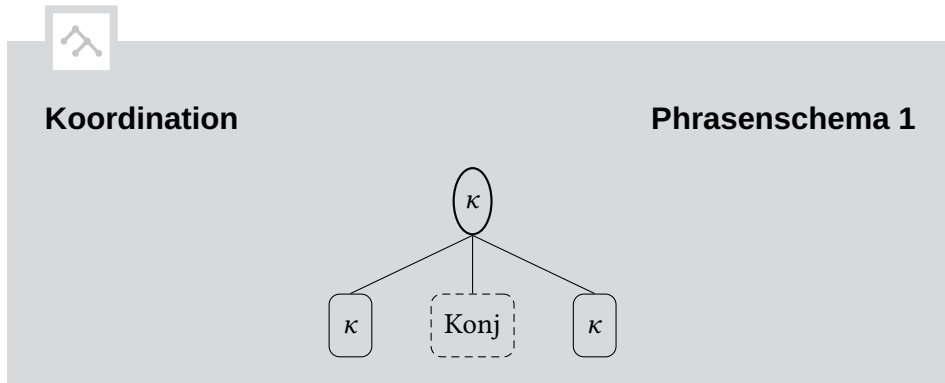 Koordination Phrasenschema 1
κ
κ Konj κ